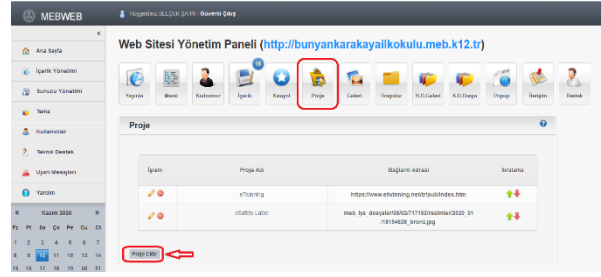 MEBWEB
Hoşgeldiniz SELÇUK ŞAHİN | Güvenli Çıkış
«
Ana Sayfa
İçerik Yönetimi
Sunucu Yönetimi
Tema
Kullanıcılar
Teknik Destek
Uyarı Mesajları
Yardım
« Kasım 2020 »
Pz Pt Sa Ça Pe Cu Ct
1 2 3 4 5 6 7
8 9 10 11 12 13 14
15 16 17 18 19 20 21
Web Sitesi Yönetim Paneli (http://bunyankarakayailkokulu.meb.k12.tr)
Yayınla Menü Kadromuz İçerik Manşet Proje Galeri Dosyalar K.D.Galeri K.D.Dosya Popup İletişim Destek
Proje
İşlem Proje Adı Bağlantı Adresi Sıralama
eTwinning https://www.etwinning.net/tr/pub/index.htm
eSafety Label meb_iys_dosyalar/38/02/717152/resimler/2020_01
/16154828_bronz.jpg
Proje Ekle